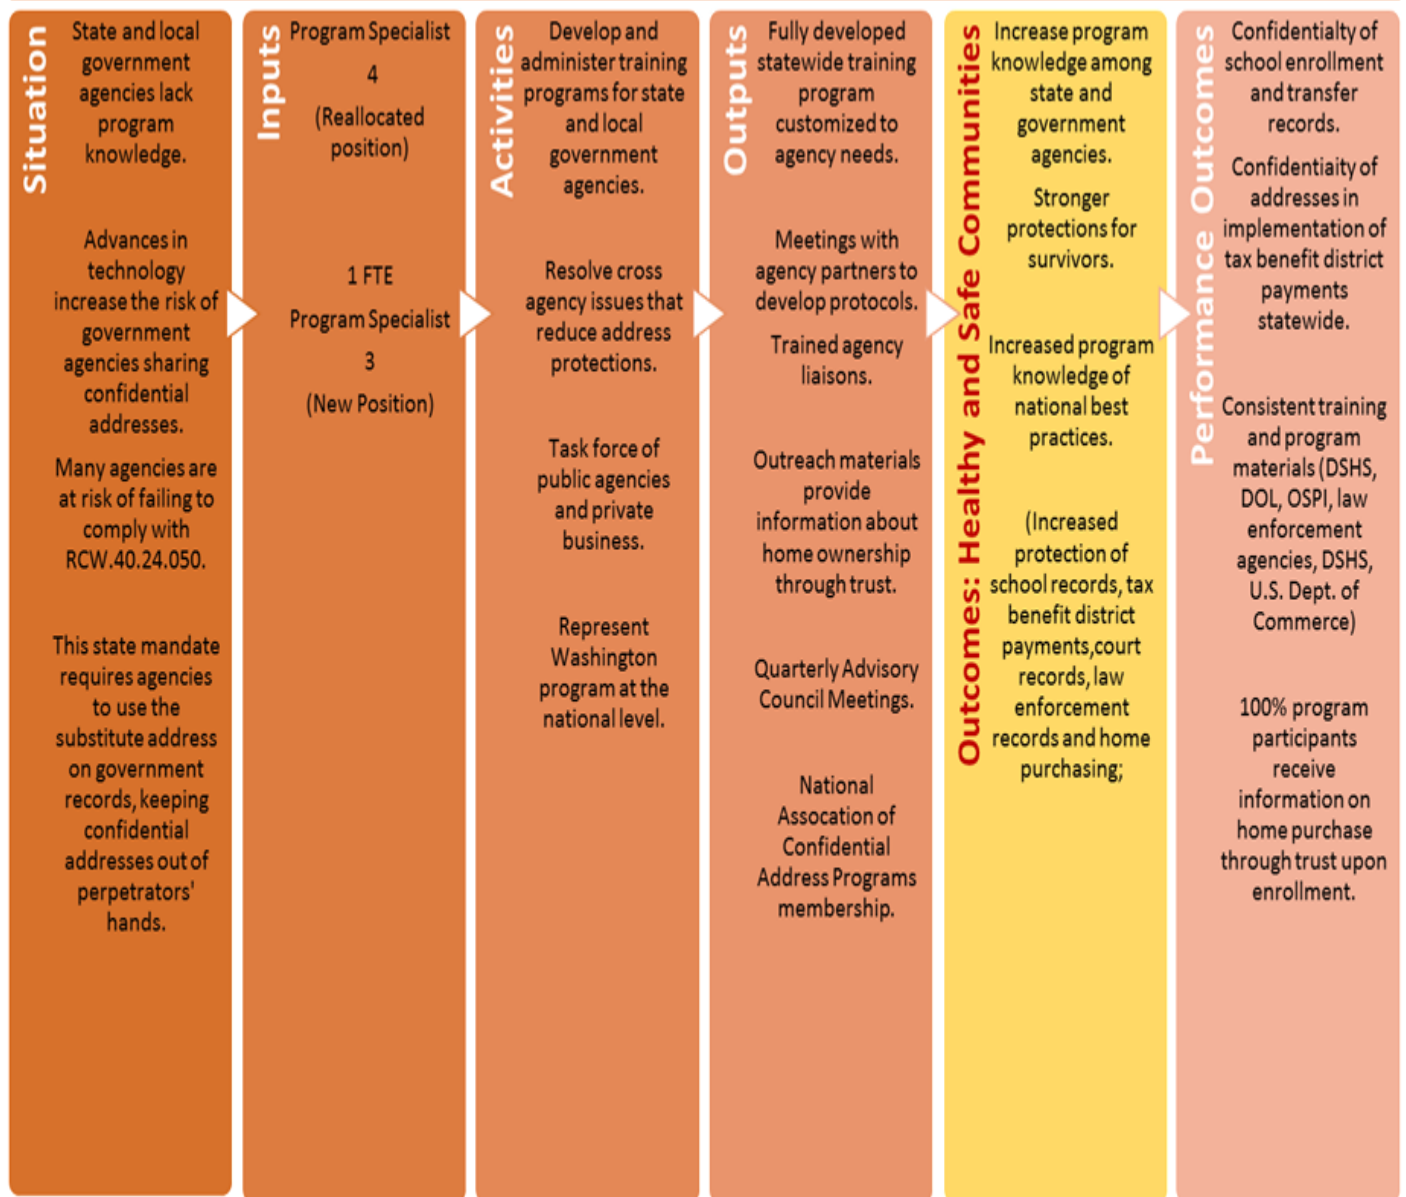 Situation
State and local
government
agencies lack
program
knowledge.
Advances in
technology
increase the risk of
government
agencies sharing
confidential
addresses.
Many agencies are
at risk of failing to
comply with
RCW.40.24.050.
This state mandate
requires agencies
to use the
substitute address
on government
records, keeping
confidential
addresses out of
perpetrators'
hands.
Inputs
Program Specialist
4
(Reallocated
position)
1 FTE
Program Specialist
3
(New Position)
Activities
Develop and
administer training
programs for state
and local
government
agencies.
Resolve cross
agency issues that
reduce address
protections.
Task force of
public agencies
and private
business.
Represent
Washington
program at the
national level.
Outputs
Fully developed
statewide training
program
customized to
agency needs.
Meetings with
agency partners to
develop protocols.
Trained agency
liaisons.
Outreach materials
provide
information about
home ownership
through trust.
Quarterly Advisory
Council Meetings.
National
Assocation of
Confidential
Address Programs
membership.
Outcomes: Healthy and Safe Communities
Increase program
knowledge among
state and
government
agencies.
Stronger
protections for
survivors.
Increased program
knowledge of
national best
practices.
(Increased
protection of
school records, tax
benefit district
payments,court
records, law
enforcement
records and home
purchasing;
Performance Outcomes
Confidentialty of
school enrollment
and transfer
records.
Confidentiaity of
addresses in
implementation of
tax benefit district
payments
statewide.
Consistent training
and program
materials (DSHS,
DOL, OSPI, law
enforcement
agencies, DSHS,
U.S. Dept. of
Commerce)
100% program
participants
receive
information on
home purchase
through trust upon
enrollment.